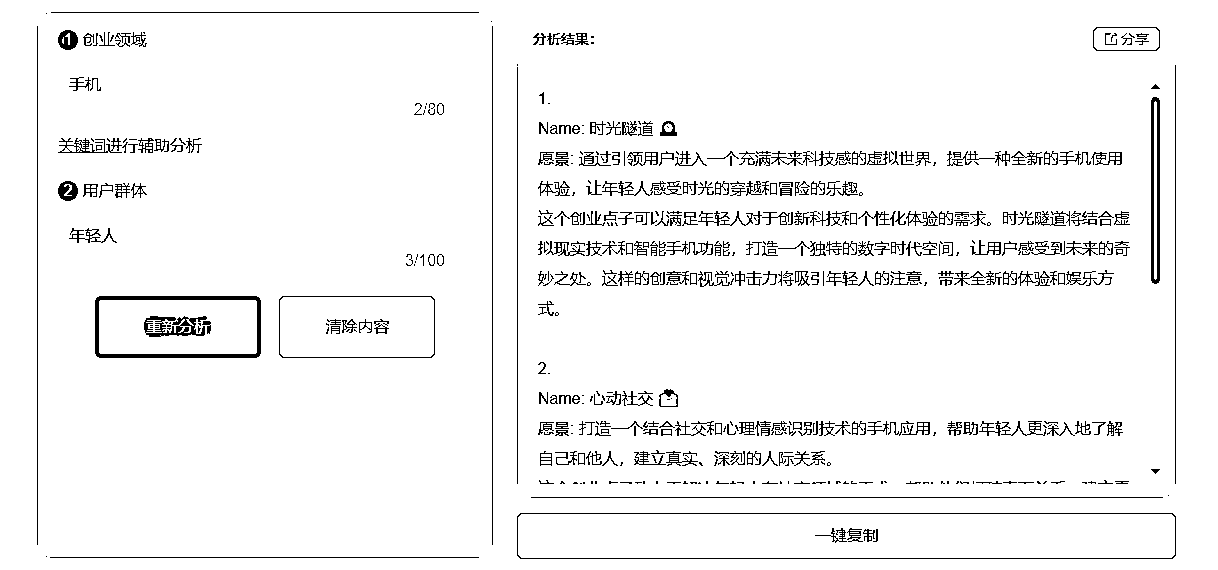 1 创业领域
手机
2/80
关键词进行辅助分析
2 用户群体
年轻人
3/100
重新分析
清除内容
分析结果:
分享
1.
Name: 时光隧道
愿景: 通过引领用户进入一个充满未来科技感的虚拟世界，提供一种全新的手机使用
体验，让年轻人感受时光的穿越和冒险的乐趣。
这个创业点子可以满足年轻人对于创新科技和个性化体验的需求。时光隧道将结合虚
拟现实技术和智能手机功能，打造一个独特的数字时代空间，让用户感受到未来的奇
妙之处。这样的创意和视觉冲击力将吸引年轻人的注意，带来全新的体验和娱乐方
式。
2.
Name: 心动社交
愿景: 打造一个结合社交和心理情感识别技术的手机应用，帮助年轻人更深入地了解
自己和他人，建立真实、深刻的人际关系。
一键复制